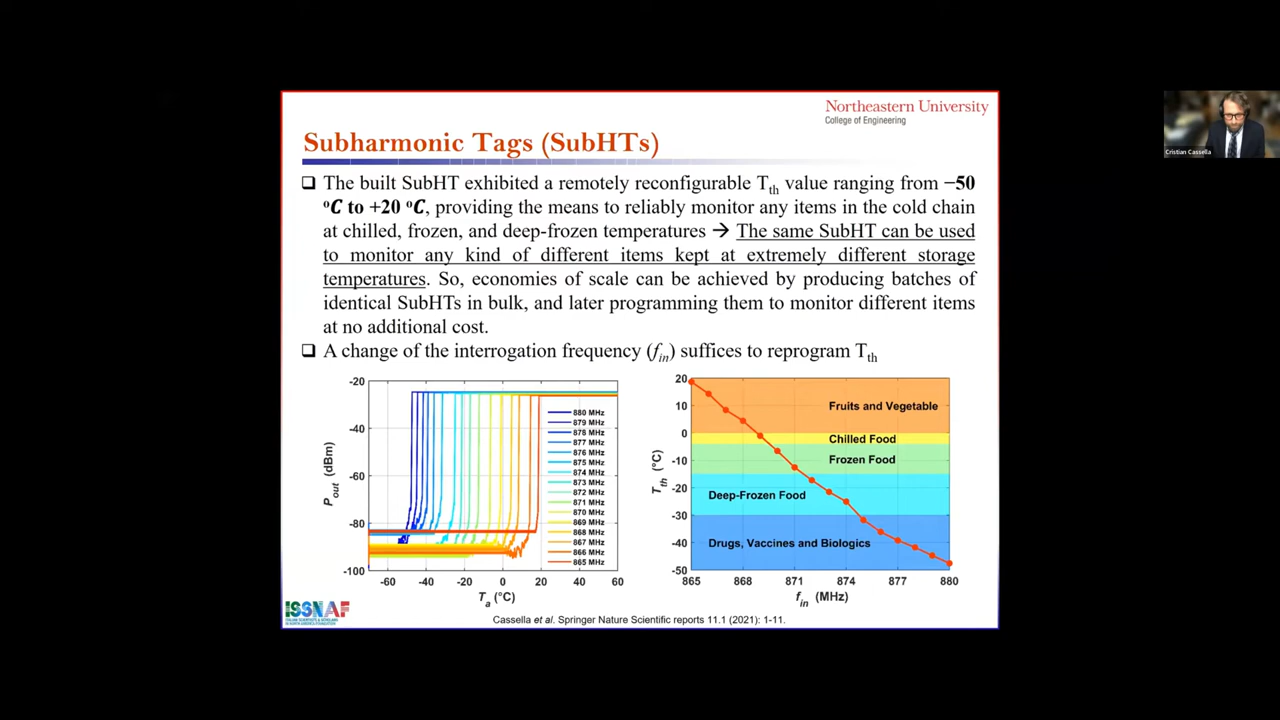 Northeastern University
College of Engineering
Cristian Cassella
Subharmonic Tags (SubHTs)
❑ The built SubHT exhibited a remotely reconfigurable Tth value ranging from −50
ºC to +20 ºC, providing the means to reliably monitor any items in the cold chain
at chilled, frozen, and deep-frozen temperatures → The same SubHT can be used
to monitor any kind of different items kept at extremely different storage
temperatures. So, economies of scale can be achieved by producing batches of
identical SubHTs in bulk, and later programming them to monitor different items
at no additional cost.
❑ A change of the interrogation frequency (fin) suffices to reprogram Tth
-20
-40
-60
-80
-100
Pout (dBm)
-60 -40 -20 0 20 40 60
Ta (°C)
880 MHz
879 MHz
878 MHz
877 MHz
876 MHz
875 MHz
874 MHz
873 MHz
872 MHz
871 MHz
870 MHz
869 MHz
868 MHz
867 MHz
866 MHz
865 MHz
20
10
0
-10
-20
-30
-40
-50
Tth (°C)
Fruits and Vegetable
Chilled Food
Frozen Food
Deep-Frozen Food
Drugs, Vaccines and Biologics
865 868 871 874 877 880
fin (MHz)
ISSNAF
Cassella et al. Springer Nature Scientific reports 11.1 (2021): 1-11.